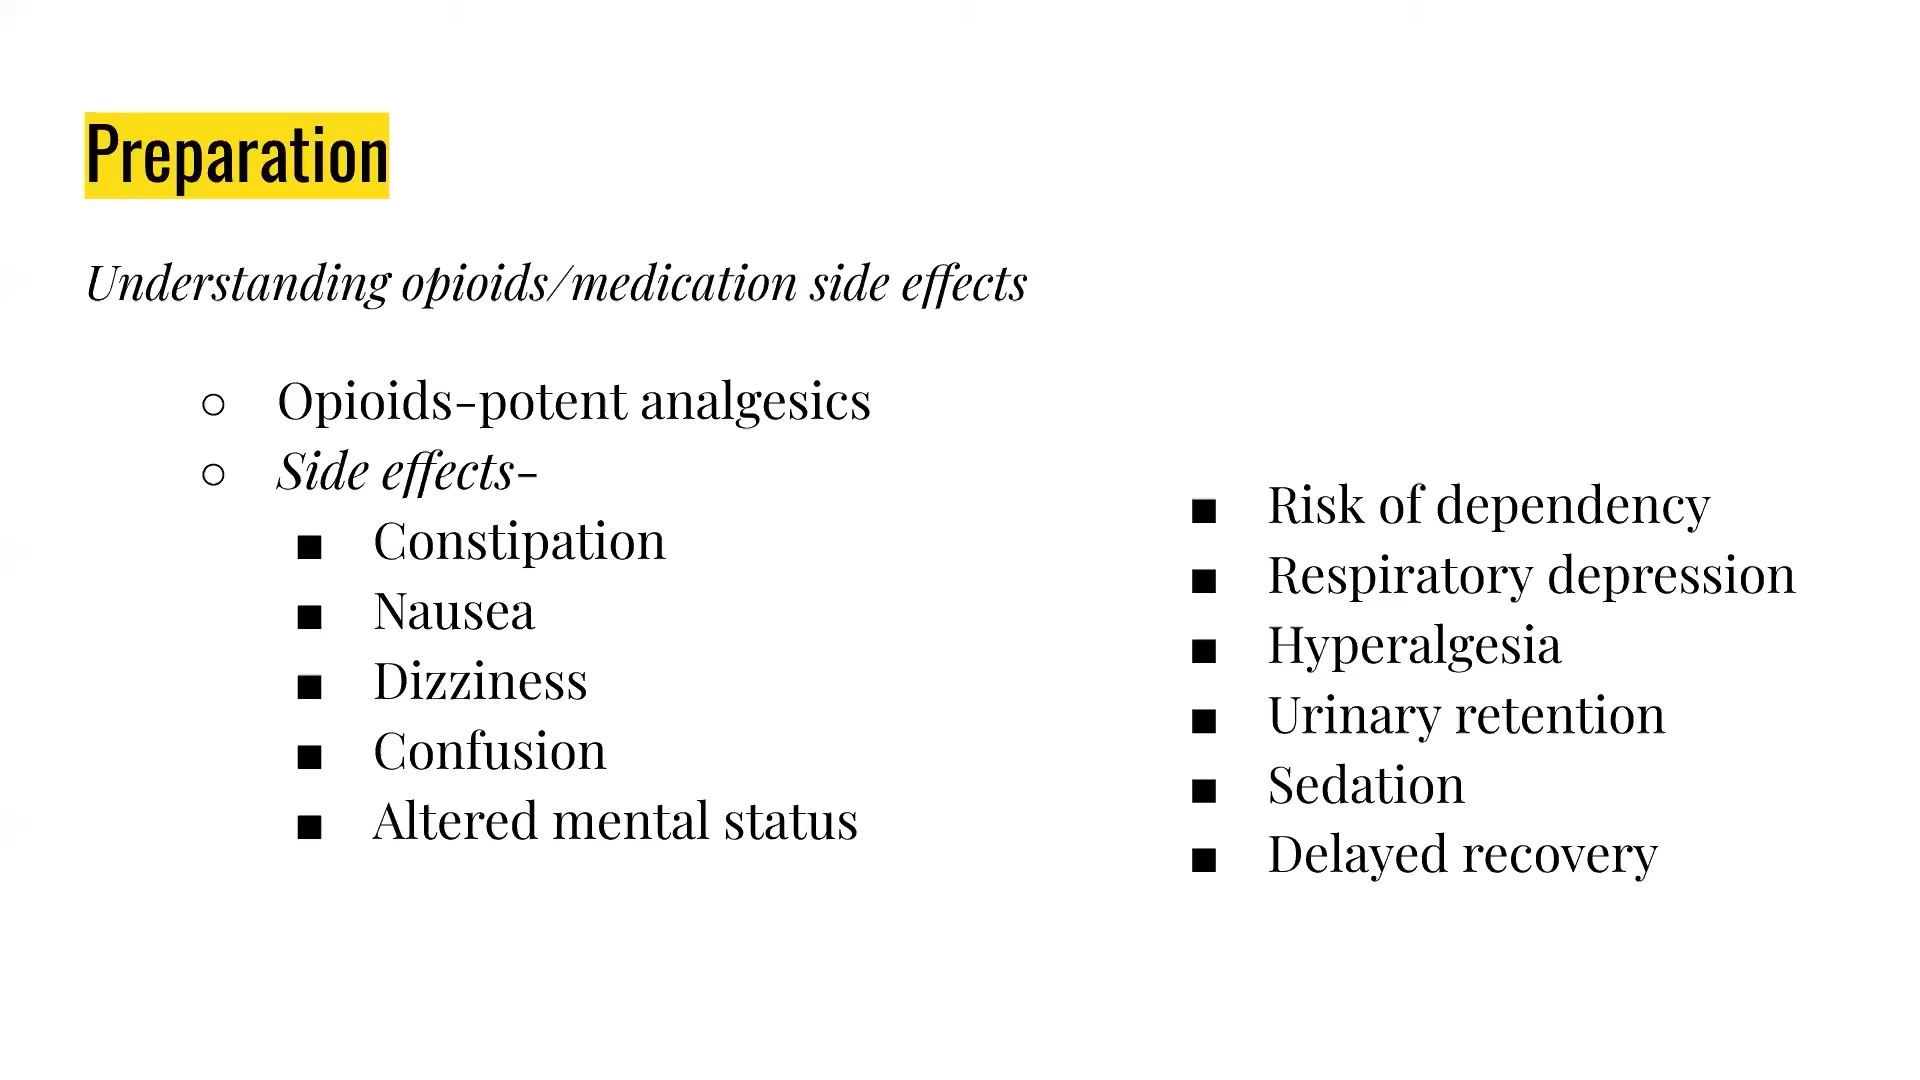 Preparation
Understanding opioids/medication side effects
○ Opioids-potent analgesics
○ Side effects-
■ Constipation
■ Nausea
■ Dizziness
■ Confusion
■ Altered mental status
■ Risk of dependency
■ Respiratory depression
■ Hyperalgesia
■ Urinary retention
■ Sedation
■ Delayed recovery